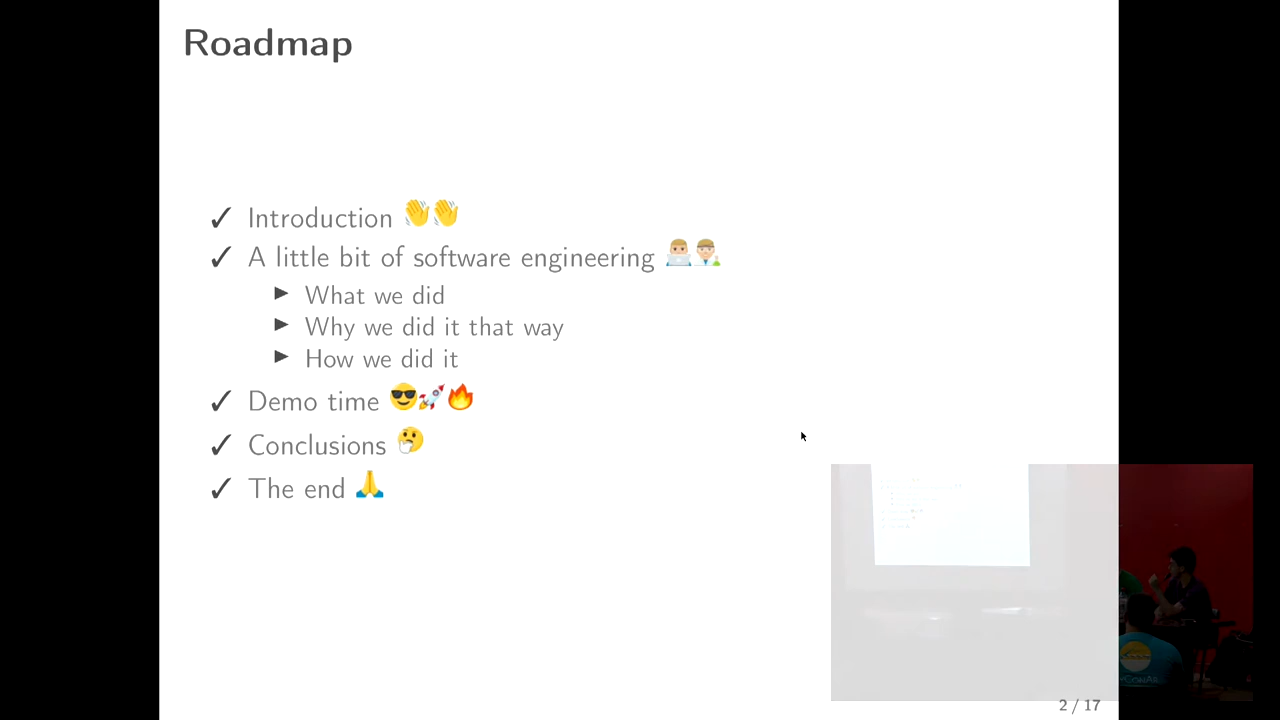 Roadmap
✓ Introduction 👋👋
✓ A little bit of software engineering 👨🏼‍💻👨🏼‍🔬
▶ What we did
▶ Why we did it that way
▶ How we did it
✓ Demo time 😎🚀🔥
✓ Conclusions 🤔
✓ The end 🙏
2 / 17